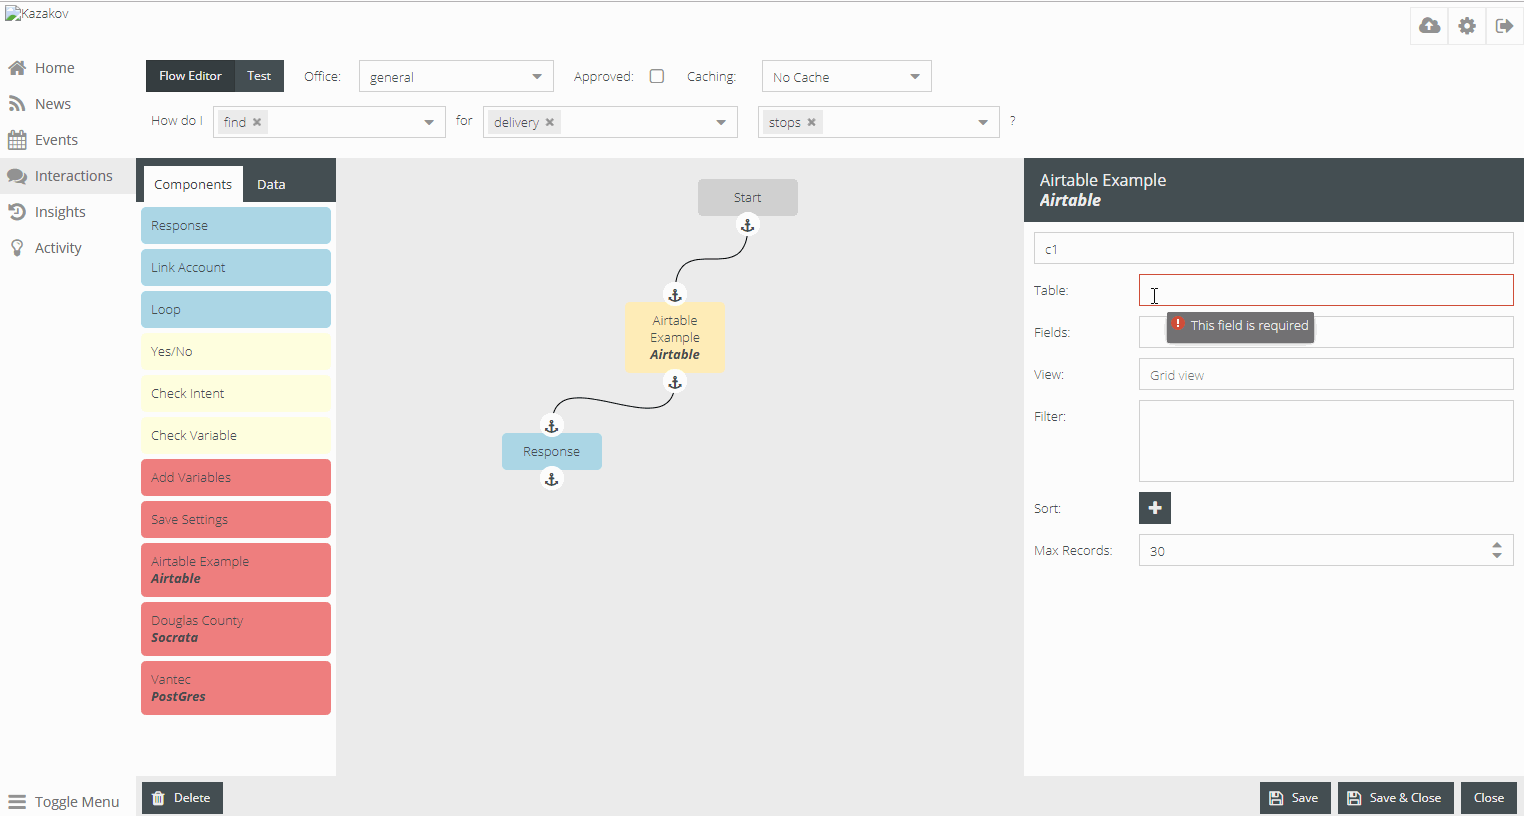 Kazakov
Home
News
Events
Interactions
Insights
Activity
Toggle Menu
Flow Editor Test Office: general Approved: Caching: No Cache
How do I find × for delivery × stops × ?
Components Data
Response
Link Account
Loop
Yes/No
Check Intent
Check Variable
Add Variables
Save Settings
Airtable Example
Airtable
Douglas County
Socrata
Vantec
PostGres
Start
Airtable
Example
Airtable
Response
Airtable Example
Airtable
c1
Table:
This field is required
Fields:
View: Grid view
Filter:
Sort:
Max Records: 30
Delete
Save Save & Close Close